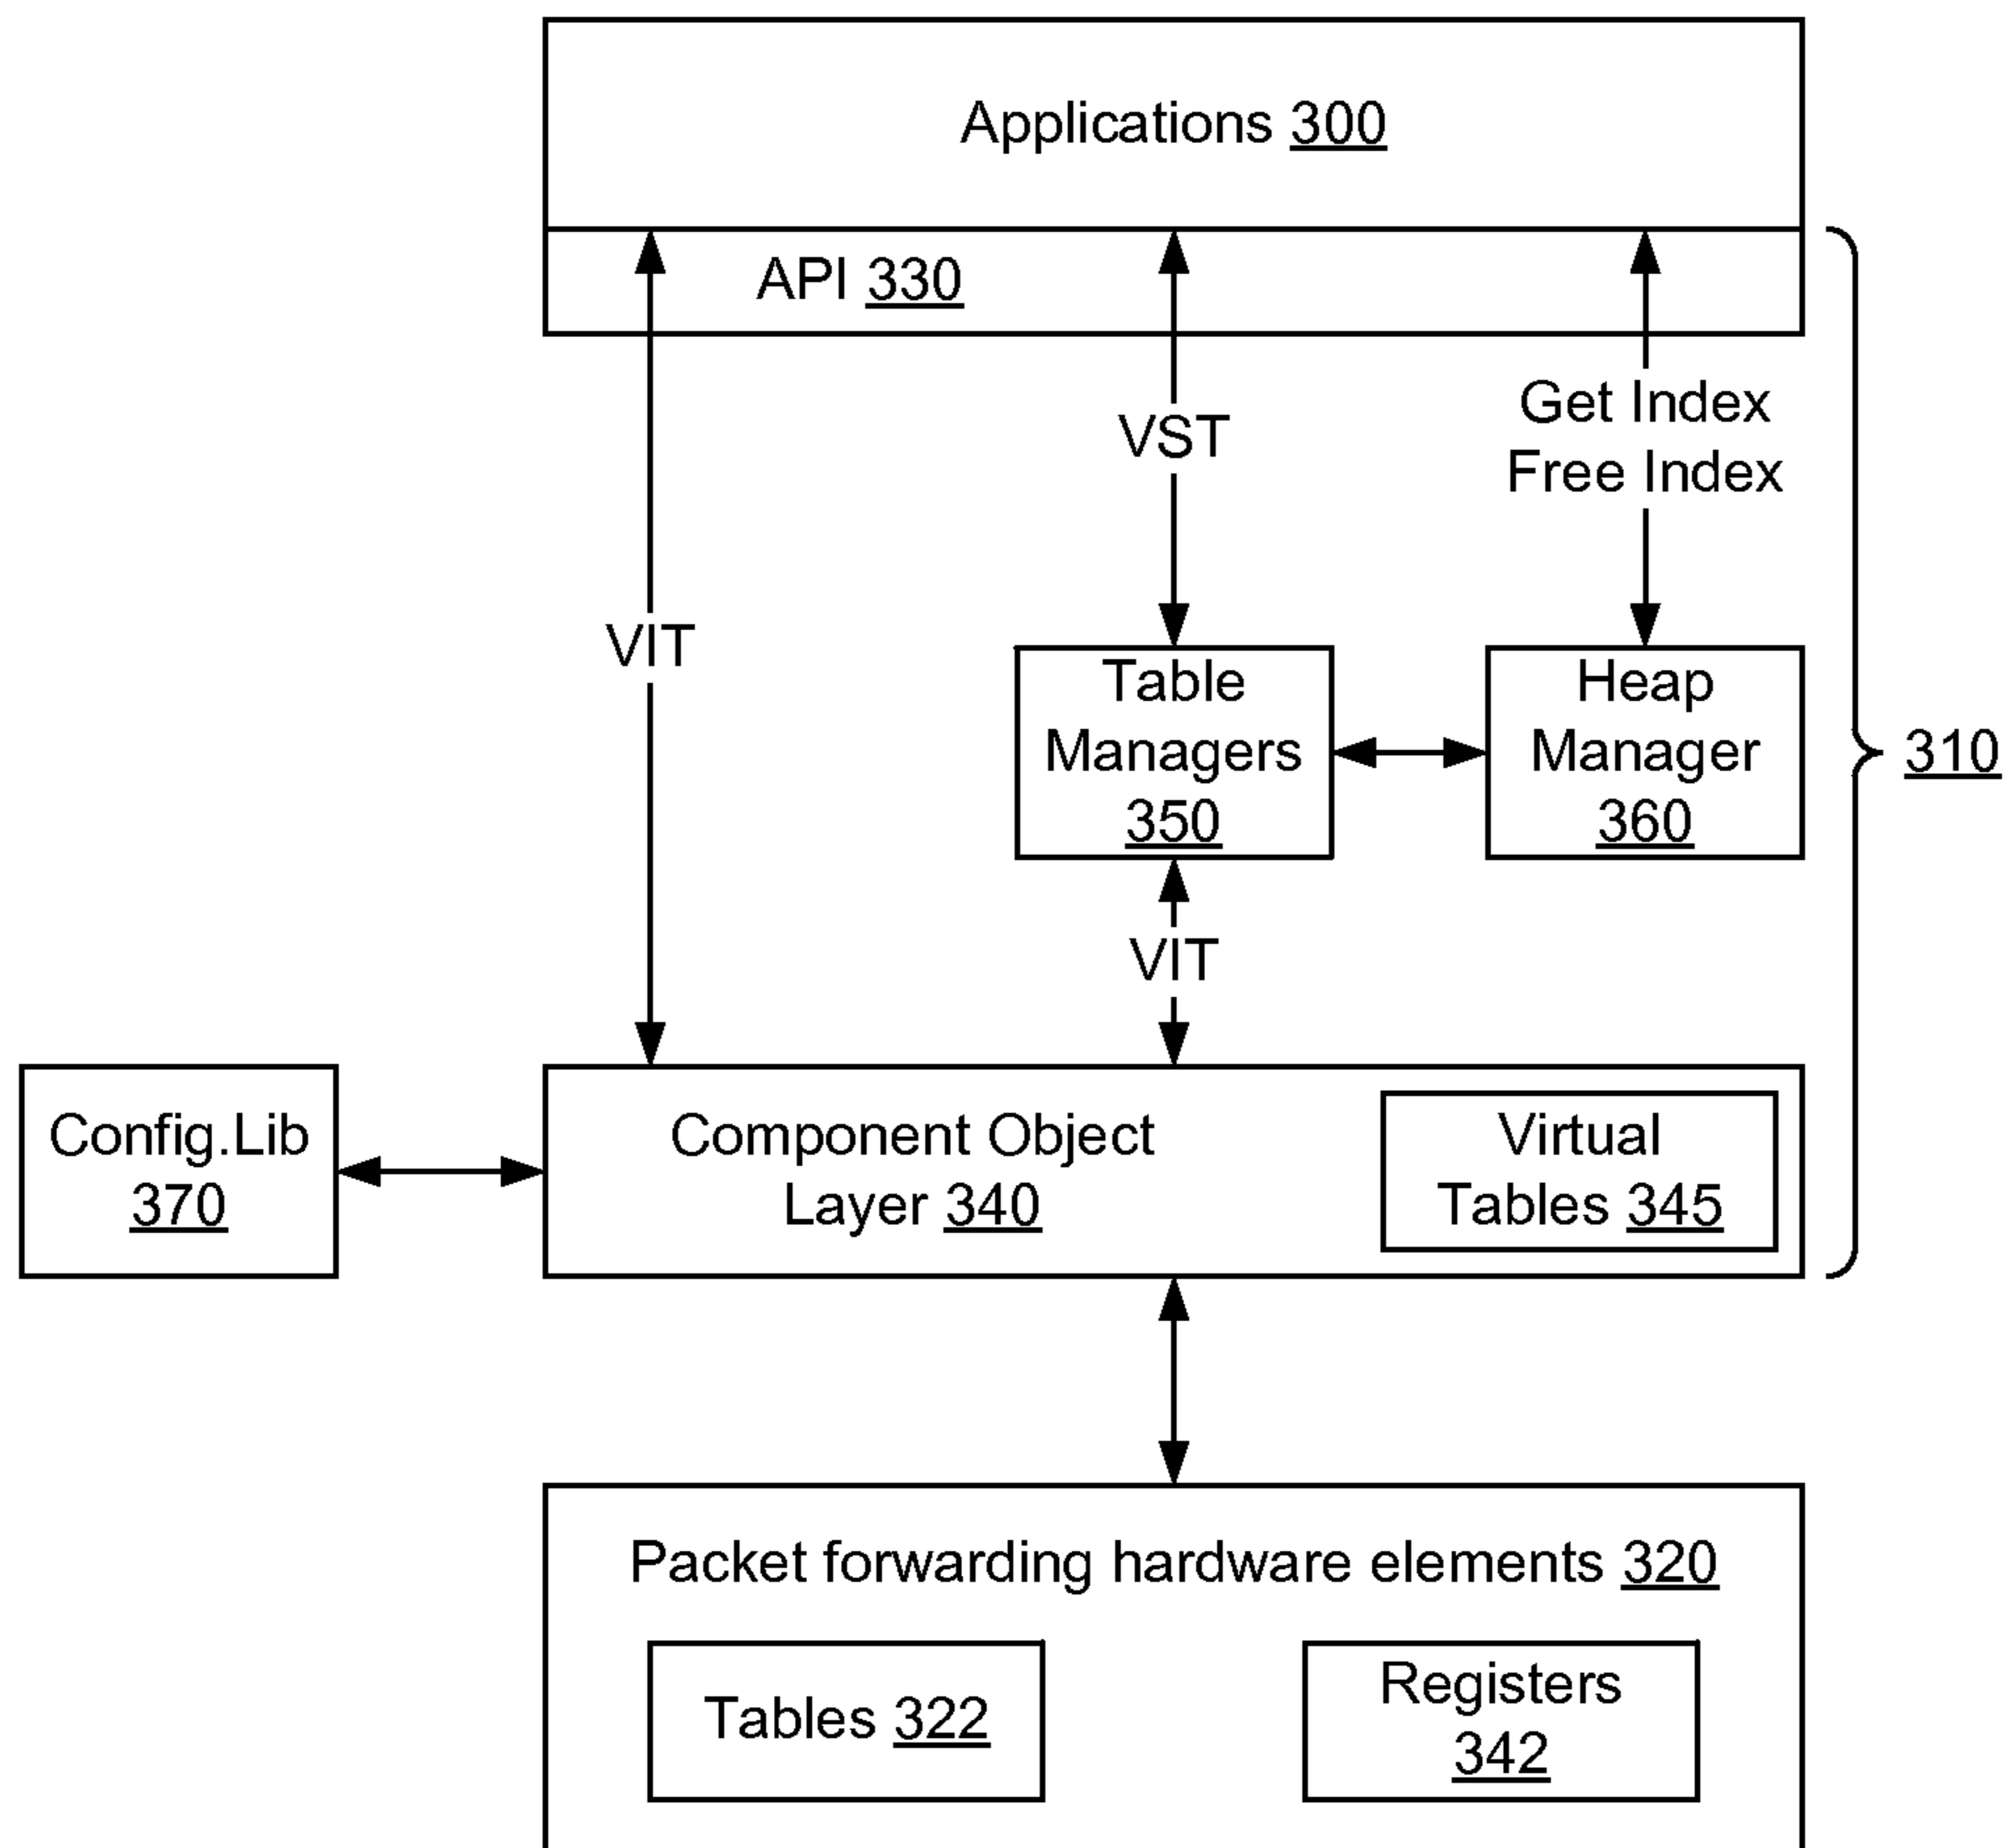 Applications 300
API 330
Get Index
Free Index
VST
VIT
Table
Managers
350
Heap
Manager
360
310
VIT
Config.Lib
370
Component Object
Layer 340
Virtual
Tables 345
Packet forwarding hardware elements 320
Tables 322
Registers
342